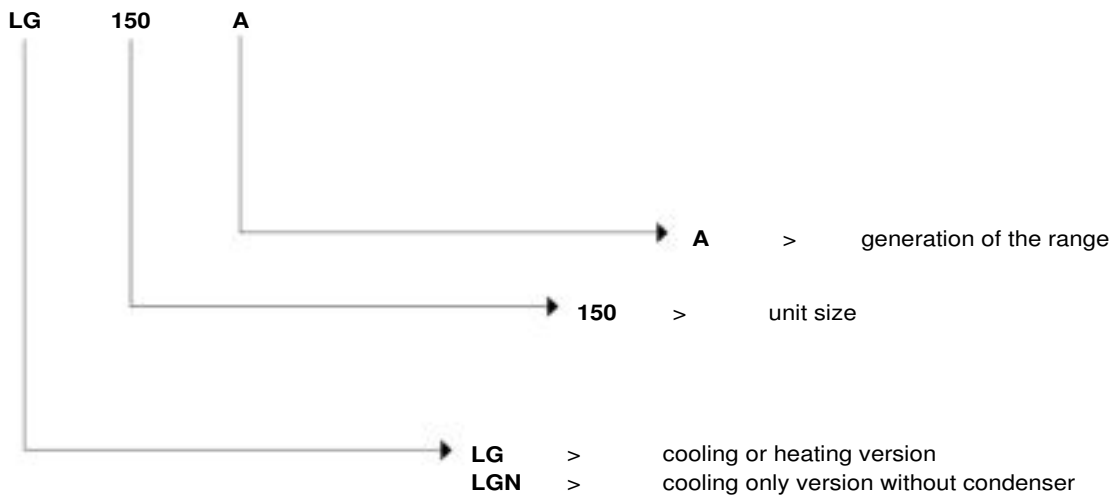 LG 150 A
A > generation of the range
150 > unit size
LG > cooling or heating version
LGN > cooling only version without condenser